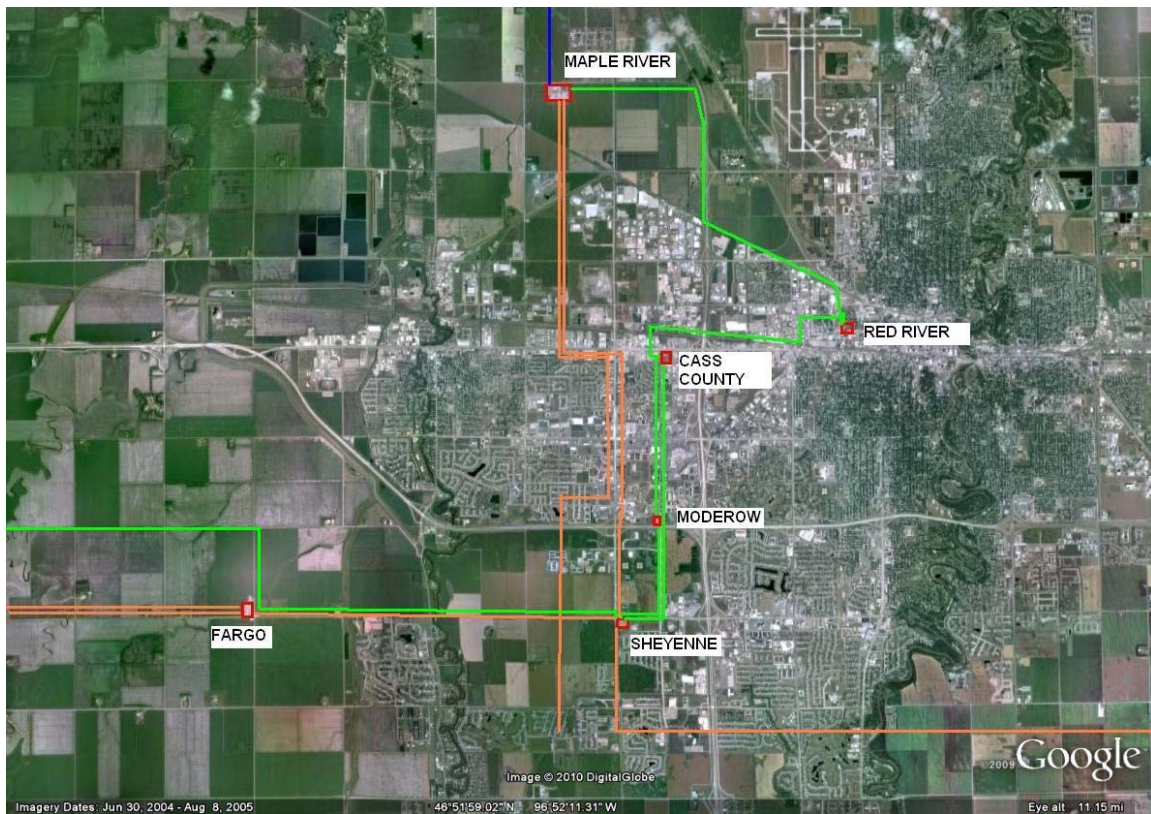 MAPLE RIVER
RED RIVER
CASS
COUNTY
MODEROW
FARGO
SHEYENNE
©2009 Google
Image © 2010 DigitalGlobe
Imagery Dates: Jun 30, 2004 - Aug 8, 2005
46°51'59.02" N 96°52'11.31" W
Eye alt 11.15 mi